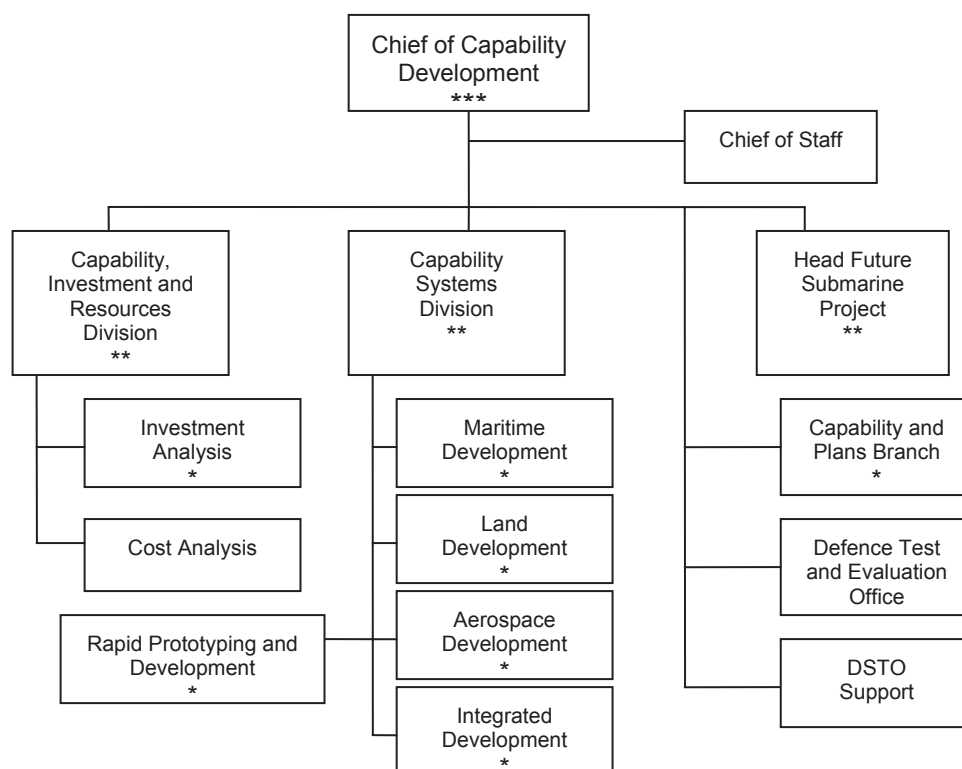 Chief of Capability
Development
***
Chief of Staff
Capability,
Investment and
Resources
Division
**
Capability
Systems
Division
**
Head Future
Submarine
Project
**
Investment
Analysis
*
Maritime
Development
*
Capability and
Plans Branch
*
Cost Analysis
Land
Development
*
Defence Test
and Evaluation
Office
Rapid Prototyping and
Development
*
Aerospace
Development
*
DSTO
Support
Integrated
Development
*